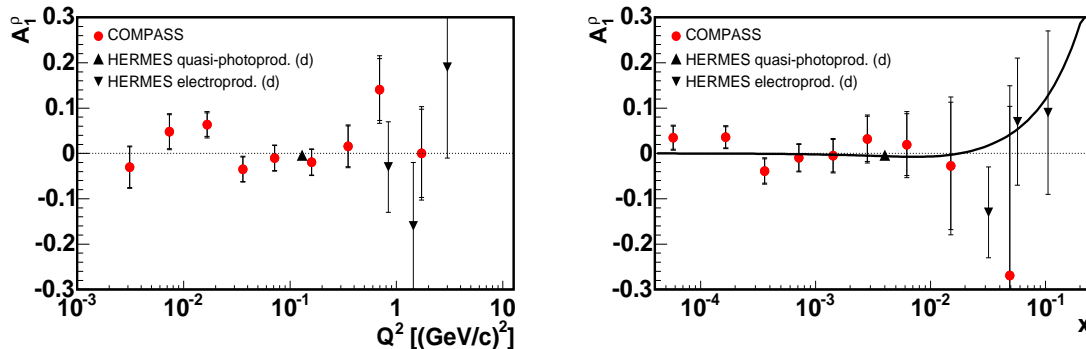 A₁^ρ
0.3
COMPASS
HERMES quasi-photoprod. (d)
HERMES electroprod. (d)
0.2
0.1
0
-0.1
-0.2
-0.3
10⁻³ 10⁻² 10⁻¹ 1 10
Q² [(GeV/c)²]
A₁^ρ
0.3
COMPASS
HERMES quasi-photoprod. (d)
HERMES electroprod. (d)
0.2
0.1
0
-0.1
-0.2
-0.3
10⁻⁴ 10⁻³ 10⁻² 10⁻¹
x